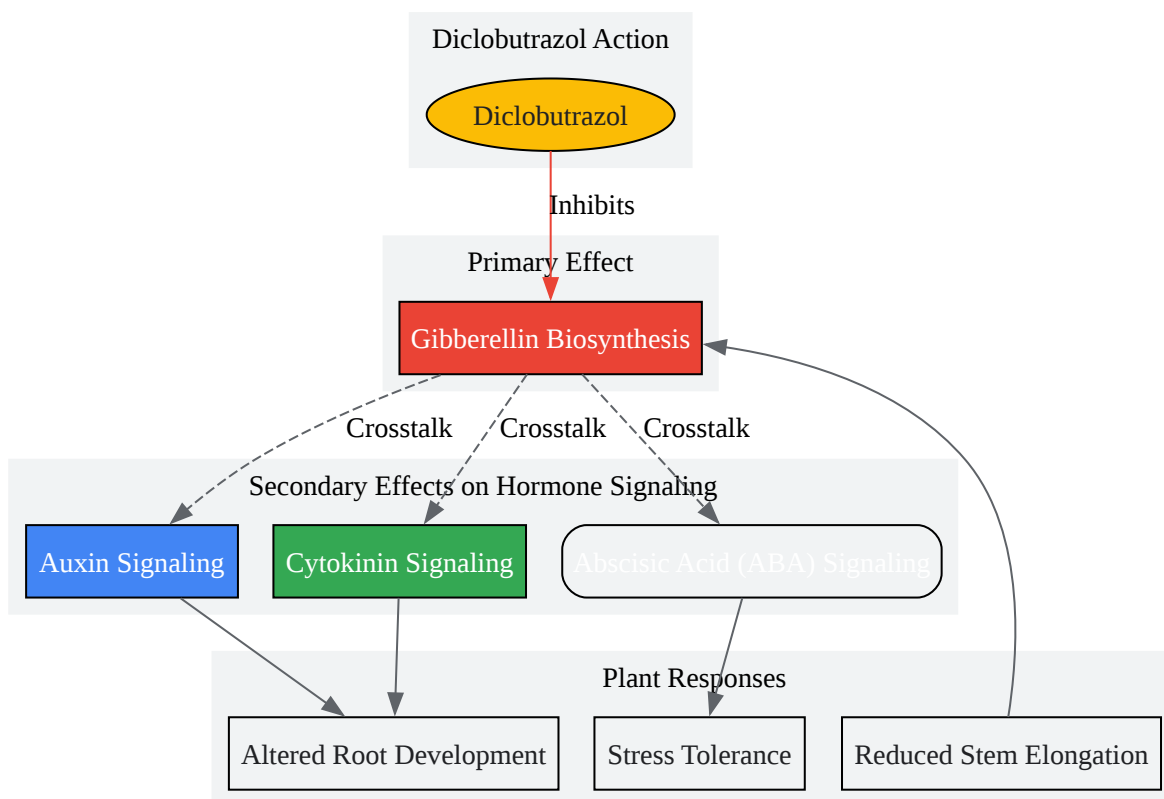 Diclobutrazol Action
Diclobutrazol
Inhibits
Primary Effect
Gibberellin Biosynthesis
Crosstalk
Crosstalk
Crosstalk
Secondary Effects on Hormone Signaling
Auxin Signaling
Cytokinin Signaling
Abscisic Acid (ABA) Signaling
Plant Responses
Altered Root Development
Stress Tolerance
Reduced Stem Elongation